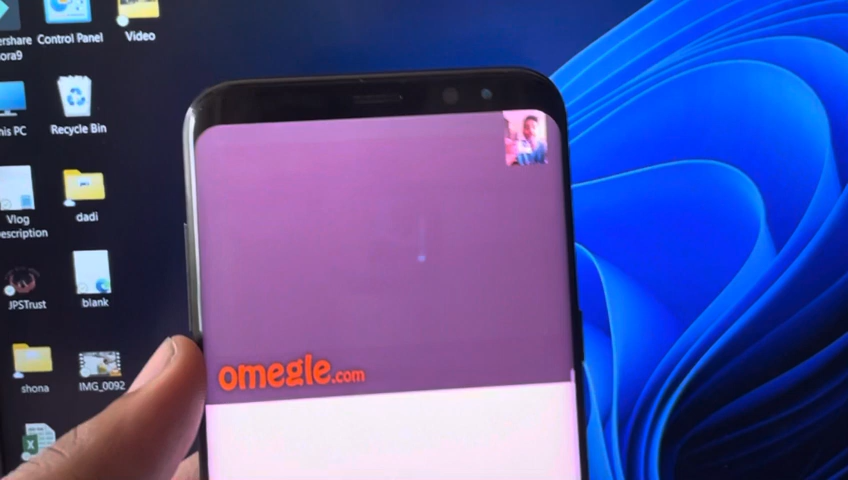 ershare
ora9
Control Panel
Video
his PC
Recycle Bin
Vlog
escription
dadi
JPSTrust
blank
shona
IMG_0092
omegle.com